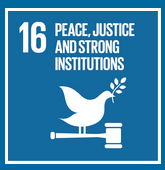 16 PEACE, JUSTICE
AND STRONG
INSTITUTIONS